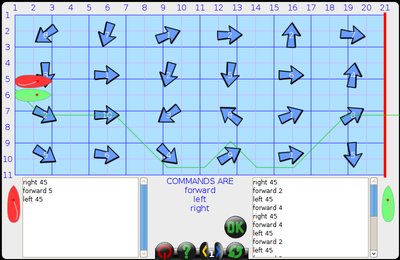 1 2 3 4 5 6 7 8 9 10 11 12 13 14 15 16 17 18 19 20 21
1
2
3
4
5
6
7
8
9
10
11
right 45
forward 5
left 45
COMMANDS ARE
forward
left
right
right 45
forward 2
left 45
forward 4
right 45
forward 4
left 45
forward 2
left 45
OK
?
1